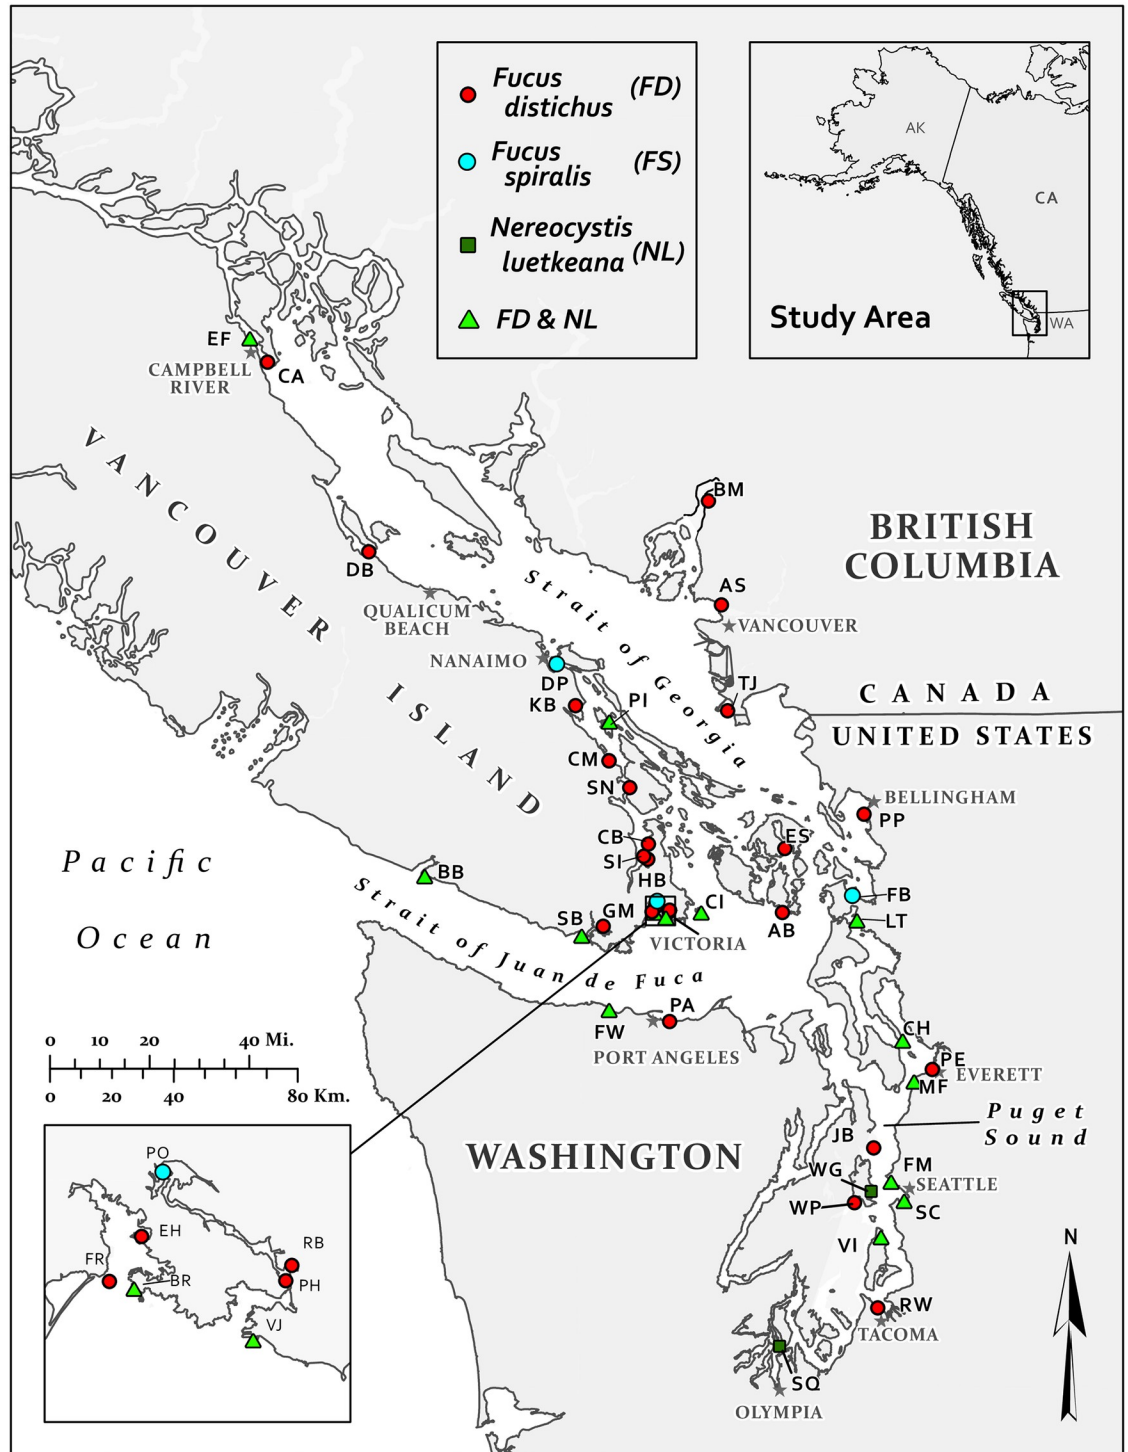 Fucus
distichus (FD)
Fucus
spiralis (FS)
Nereocystis
luetkeana (NL)
FD & NL
AK
CA
Study Area
WA
EF
CAMPBELL
RIVER
CA
VANCOUVER
ISLAND
BM
BRITISH
COLUMBIA
DB
AS
QUALICUM
BEACH
VANCOUVER
Strait of Georgia
NANAIMO
DP
KB
PI
TJ
CANADA
UNITED STATES
CM
SN
BELLINGHAM
PP
CB
ES
SI
Pacific
Ocean
BB
HB
FB
CI
GM
SB
AB
LT
VICTORIA
Strait of Juan de Fuca
PA
FW
PORT ANGELES
CH
PE
EVERETT
MF
0 10 20 40 Mi.
0 20 40 80 Km.
Puget
Sound
WASHINGTON
JB
WG
FM
SEATTLE
WP
SC
VI
RW
TACOMA
SQ
OLYMPIA
N
PO
EH
RB
FR
BR
PH
VJ